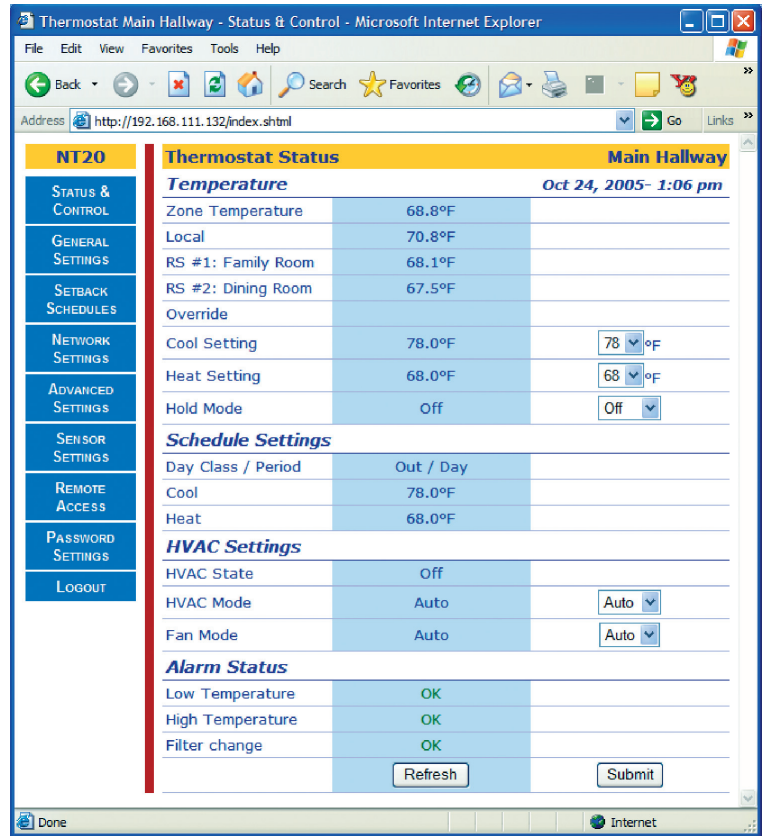 Thermostat Main Hallway - Status & Control - Microsoft Internet Explorer
File Edit View Favorites Tools Help
Back Search Favorites »
Address http://192.168.111.132/index.shtml Go Links »
NT20
STATUS & CONTROL
GENERAL SETTINGS
SETBACK SCHEDULES
NETWORK SETTINGS
ADVANCED SETTINGS
SENSOR SETTINGS
REMOTE ACCESS
PASSWORD SETTINGS
LOGOUT
Thermostat Status Main Hallway
Temperature Oct 24, 2005- 1:06 pm
Zone Temperature 68.8°F
Local 70.8°F
RS #1: Family Room 68.1°F
RS #2: Dining Room 67.5°F
Override
Cool Setting 78.0°F 78 °F
Heat Setting 68.0°F 68 °F
Hold Mode Off Off
Schedule Settings
Day Class / Period Out / Day
Cool 78.0°F
Heat 68.0°F
HVAC Settings
HVAC State Off
HVAC Mode Auto Auto
Fan Mode Auto Auto
Alarm Status
Low Temperature OK
High Temperature OK
Filter change OK
Refresh Submit
Done Internet